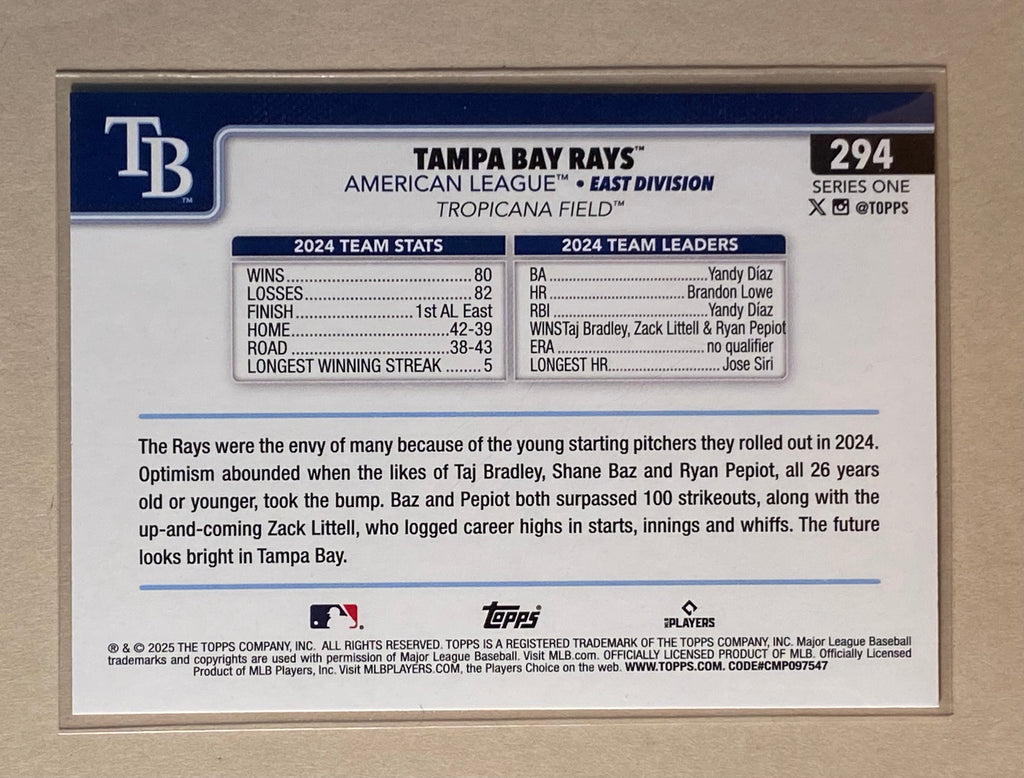 TB™
TAMPA BAY RAYS™
294
AMERICAN LEAGUE™ • EAST DIVISION
SERIES ONE
TROPICANA FIELD™
@TOPPS
2024 TEAM STATS
WINS........80
LOSSES........82
FINISH........1st AL East
HOME........42-39
ROAD........38-43
LONGEST WINNING STREAK ........5
2024 TEAM LEADERS
BA........Yandy Díaz
HR........Brandon Lowe
RBI ........Yandy Díaz
WINSTaj Bradley, Zack Littell & Ryan Pepiot
ERA ........no qualifier
LONGEST HR........Jose Siri
The Rays were the envy of many because of the young starting pitchers they rolled out in 2024.
Optimism abounded when the likes of Taj Bradley, Shane Baz and Ryan Pepiot, all 26 years
old or younger, took the bump. Baz and Pepiot both surpassed 100 strikeouts, along with the
up-and-coming Zack Littell, who logged career highs in starts, innings and whiffs. The future
looks bright in Tampa Bay.
Topps®
MLB PLAYERS
® & © 2025 THE TOPPS COMPANY, INC. ALL RIGHTS RESERVED. TOPPS IS A REGISTERED TRADEMARK OF THE TOPPS COMPANY, INC. Major League Baseball
trademarks and copyrights are used with permission of Major League Baseball. Visit MLB.com. OFFICIALLY LICENSED PRODUCT OF MLB. Officially Licensed
Product of MLB Players, Inc. Visit MLBPLAYERS.COM, the Players Choice on the web. WWW.TOPPS.COM. CODE#CMP097547